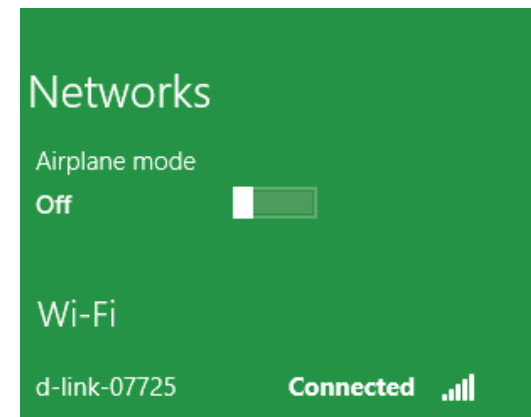 Networks
Airplane mode
Off
Wi-Fi
d-link-07725 Connected